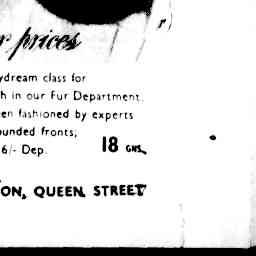 prices
ydream class for
h in our Fur Department.
en fashioned by experts
ounded fronts;
6/- Dep. 18 GNS.
ON, QUEEN STREET